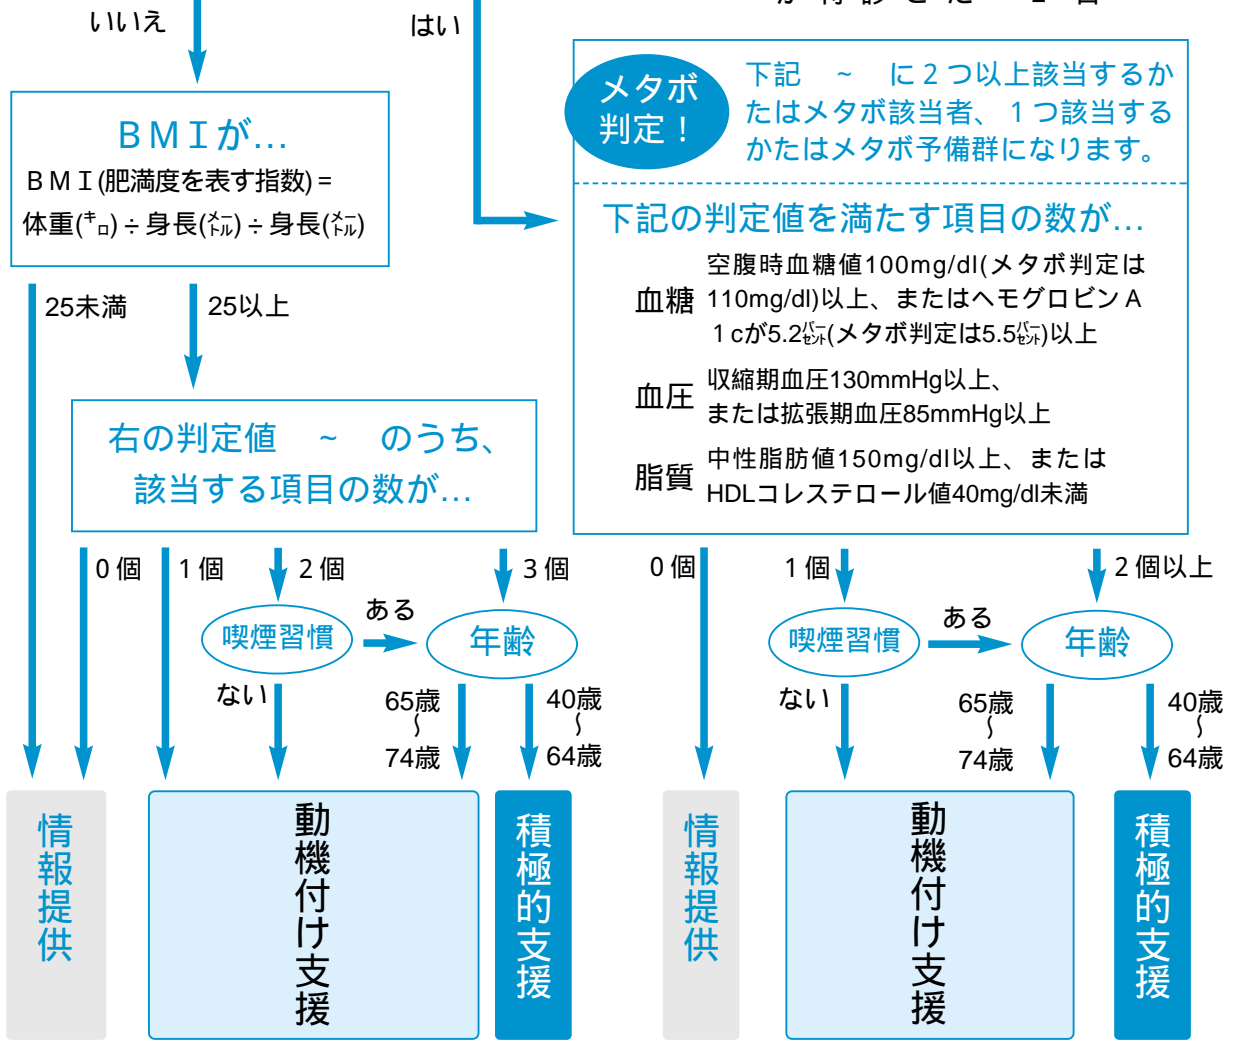 いいえ
はい
BMIが…
BMI(肥満度を表す指数)=
体重(キロ)÷身長(メートル)÷身長(メートル)
25未満
25以上
右の判定値　~　のうち、
該当する項目の数が…
0個
1個
2個
3個
喫煙習慣
ある
年齢
ない
65歳
〜
74歳
40歳
〜
64歳
情報提供
動機付け支援
積極的支援
メタボ
判定！
下記　~　に2つ以上該当するか
たはメタボ該当者、1つ該当する
かたはメタボ予備群になります。
下記の判定値を満たす項目の数が…
血糖
空腹時血糖値100mg/dl(メタボ判定は
110mg/dl)以上、またはヘモグロビンA
1cが5.2パーセント(メタボ判定は5.5パーセント)以上
血圧
収縮期血圧130mmHg以上、
または拡張期血圧85mmHg以上
脂質
中性脂肪値150mg/dl以上、または
HDLコレステロール値40mg/dl未満
0個
1個
2個以上
喫煙習慣
ある
年齢
ない
65歳
〜
74歳
40歳
〜
64歳
情報提供
動機付け支援
積極的支援